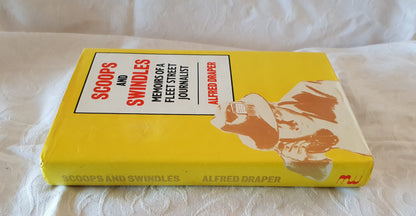 SCOOPS
AND
SWINDLES
MEMOIRS OF A
FLEET STREET
JOURNALIST
ALFRED DRAPER
SCOOPS AND SWINDLES ALFRED DRAPER